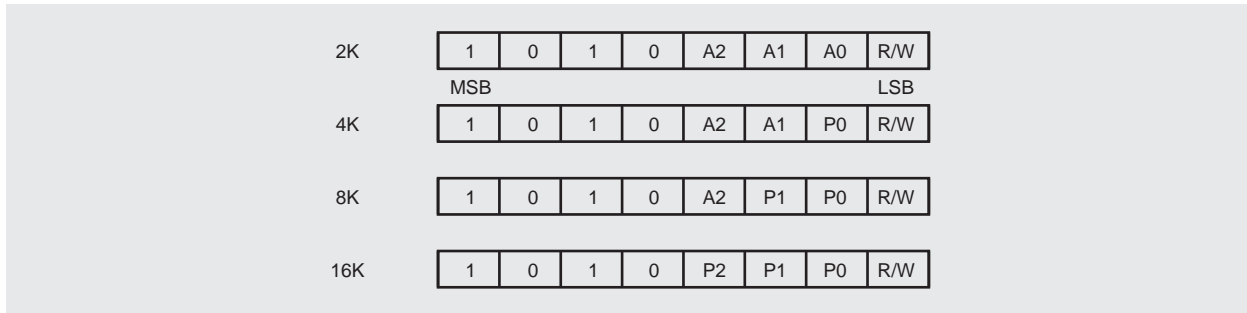 2K 1 0 1 0 A2 A1 A0 R/W
MSB LSB
4K 1 0 1 0 A2 A1 P0 R/W
8K 1 0 1 0 A2 P1 P0 R/W
16K 1 0 1 0 P2 P1 P0 R/W